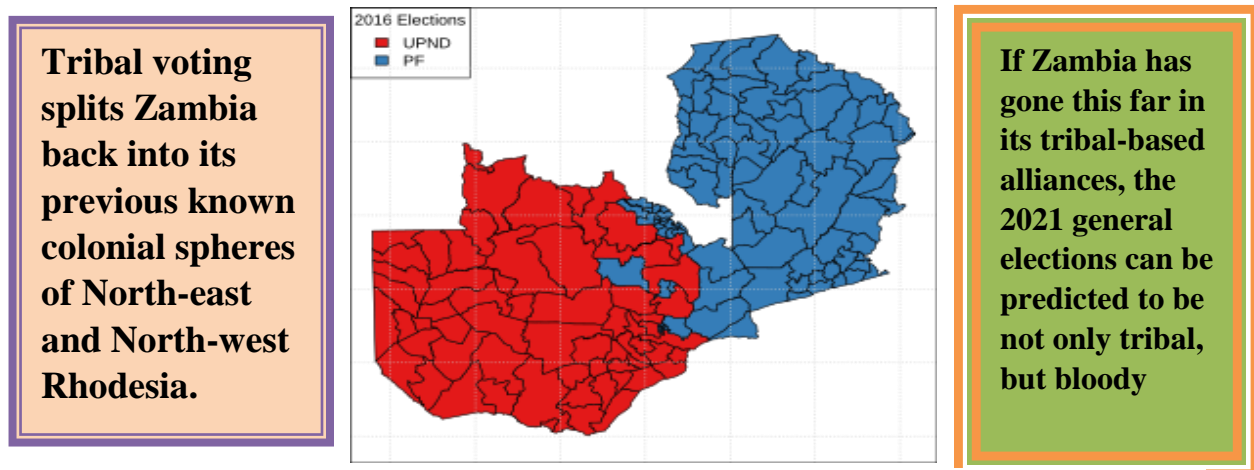 Tribal voting
splits Zambia
back into its
previous known
colonial spheres
of North-east
and North-west
Rhodesia.
2016 Elections
UPND
PF
If Zambia has
gone this far in
its tribal-based
alliances, the
2021 general
elections can be
predicted to be
not only tribal,
but bloody